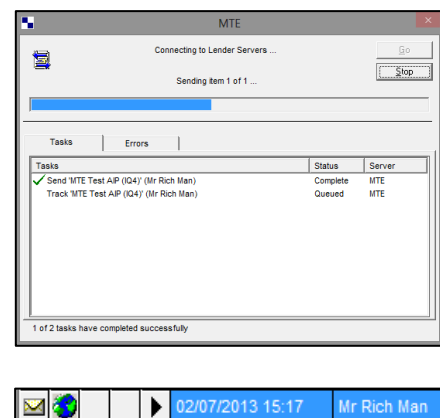 MTE
Connecting to Lender Servers ...
Go
Sending item 1 of 1 ...
Stop
Tasks Errors
Tasks Status Server
Send 'MTE Test AIP (IQ4)' (Mr Rich Man) Complete MTE
Track 'MTE Test AIP (IQ4)' (Mr Rich Man) Queued MTE
1 of 2 tasks have completed successfully
02/07/2013 15:17 Mr Rich Man